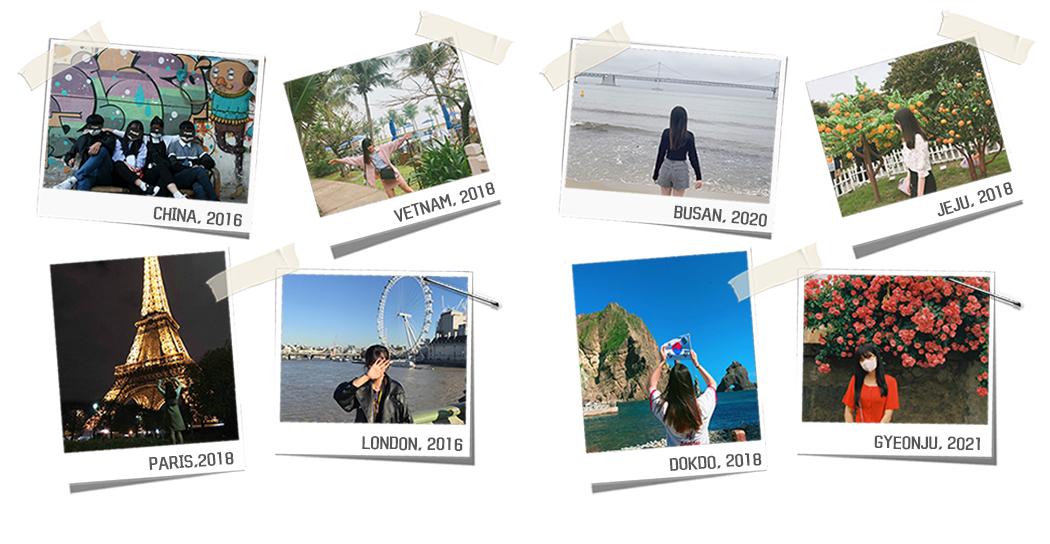 CHINA, 2016
VETNAM, 2018
BUSAN, 2020
JEJU, 2018
PARIS,2018
LONDON, 2016
DOKDO, 2018
GYEONJU, 2021